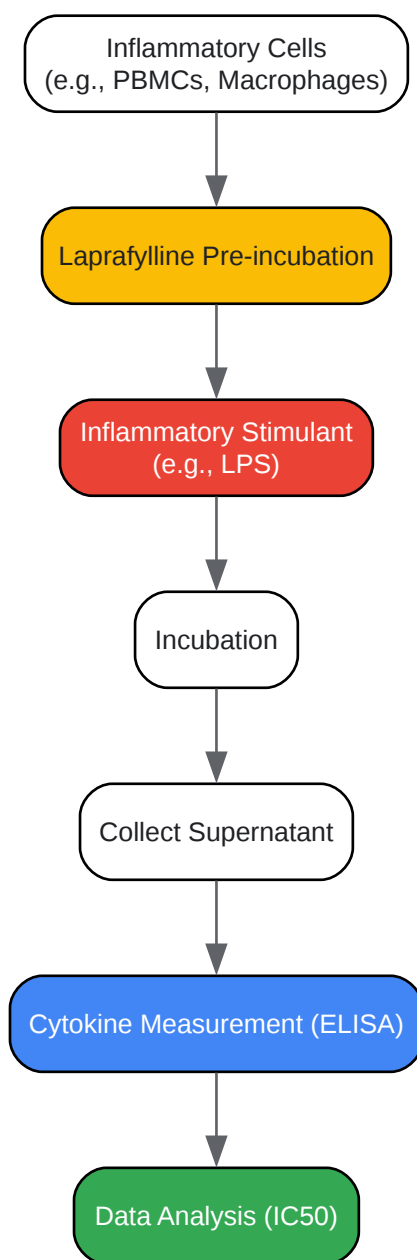 Inflammatory Cells
(e.g., PBMCs, Macrophages)
Laprafylline Pre-incubation
Inflammatory Stimulant
(e.g., LPS)
Incubation
Collect Supernatant
Cytokine Measurement (ELISA)
Data Analysis (IC50)